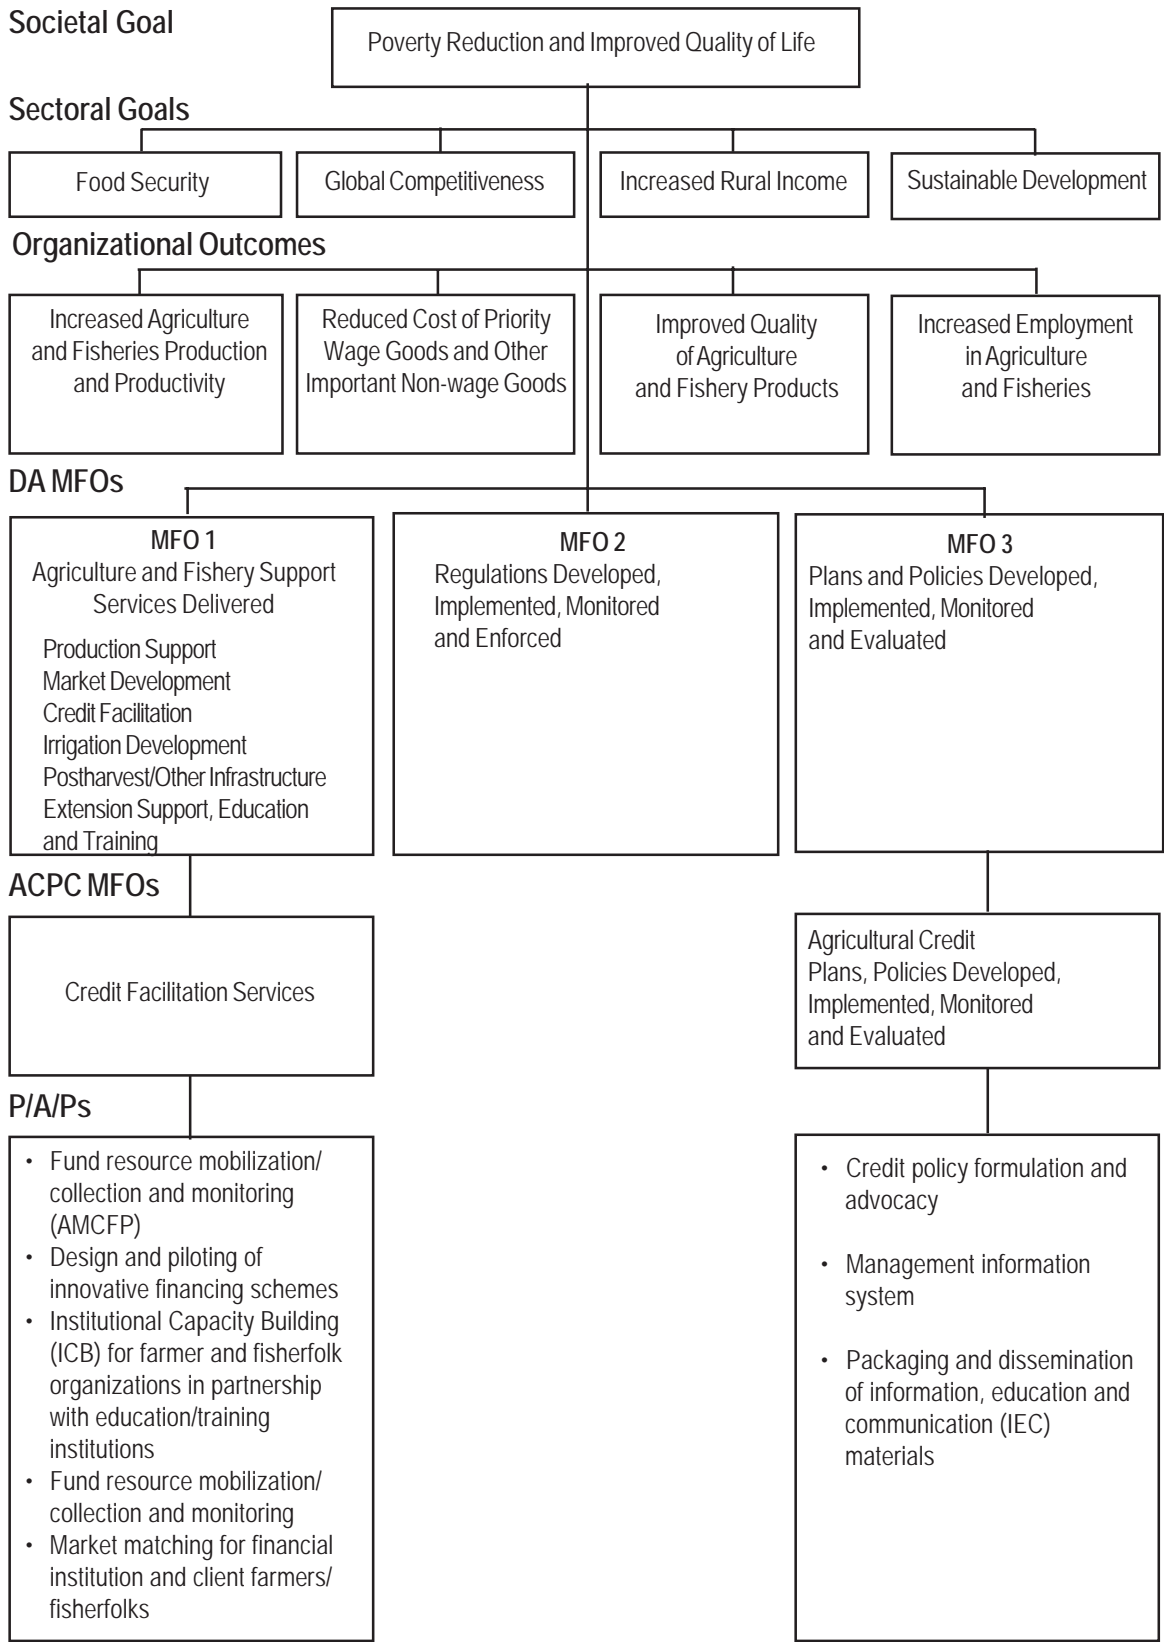 Societal Goal
Poverty Reduction and Improved Quality of Life
Sectoral Goals
Food Security
Global Competitiveness
Increased Rural Income
Sustainable Development
Organizational Outcomes
Increased Agriculture
and Fisheries Production
and Productivity
Reduced Cost of Priority
Wage Goods and Other
Important Non-wage Goods
Improved Quality
of Agriculture
and Fishery Products
Increased Employment
in Agriculture
and Fisheries
DA MFOs
MFO 1
Agriculture and Fishery Support
Services Delivered
Production Support
Market Development
Credit Facilitation
Irrigation Development
Postharvest/Other Infrastructure
Extension Support, Education
and Training
MFO 2
Regulations Developed,
Implemented, Monitored
and Enforced
MFO 3
Plans and Policies Developed,
Implemented, Monitored
and Evaluated
ACPC MFOs
Credit Facilitation Services
Agricultural Credit
Plans, Policies Developed,
Implemented, Monitored
and Evaluated
P/A/Ps
• Fund resource mobilization/
collection and monitoring
(AMCFP)
• Design and piloting of
innovative financing schemes
• Institutional Capacity Building
(ICB) for farmer and fisherfolk
organizations in partnership
with education/training
institutions
• Fund resource mobilization/
collection and monitoring
• Market matching for financial
institution and client farmers/
fisherfolks
• Credit policy formulation and
advocacy
• Management information
system
• Packaging and dissemination
of information, education and
communication (IEC)
materials